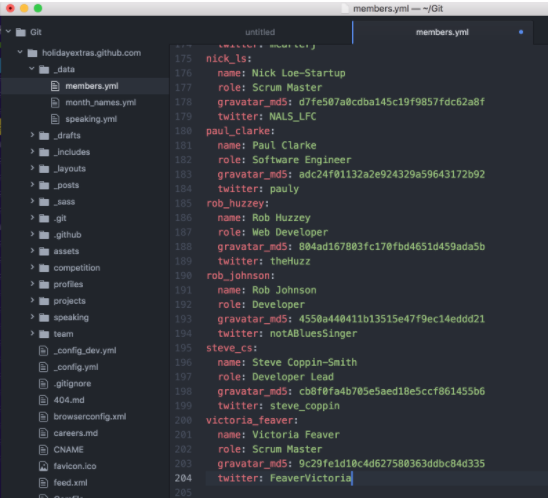 members.yml — ~/Git
Git
holidayextras.github.com
_data
members.yml
month_names.yml
speaking.yml
_drafts
_includes
_layouts
_posts
_sass
.git
.github
assets
competition
profiles
projects
speaking
team
_config_dev.yml
_config.yml
.gitignore
404.md
browserconfig.xml
careers.md
CNAME
favicon.ico
feed.xml
untitled
members.yml
174 twitter:
175 nick_ls:
176 name: Nick Loe-Startup
177 role: Scrum Master
178 gravatar_md5: d7fe507a0cdba145c19f9857fdc62a8f
179 twitter: NALS_LFC
180 paul_clarke:
181 name: Paul Clarke
182 role: Software Engineer
183 gravatar_md5: adc24f01132a2e924329a59643172b92
184 twitter: pauly
185 rob_huzzey:
186 name: Rob Huzzey
187 role: Web Developer
188 gravatar_md5: 804ad167803fc170fbd4651d459ada5b
189 twitter: theHuzz
190 rob_johnson:
191 name: Rob Johnson
192 role: Developer
193 gravatar_md5: 4550a440411b13515e47f9ec14eddd21
194 twitter: notABluesSinger
195 steve_cs:
196 name: Steve Coppin-Smith
197 role: Developer Lead
198 gravatar_md5: cb8f0fa4b705e5aed18e5ccf861455b6
199 twitter: steve_coppin
200 victoria_feaver:
201 name: Victoria Feaver
202 role: Scrum Master
203 gravatar_md5: 9c29fe1d10c4d627580363ddbc84d335
204 twitter: FeaverVictoria
205